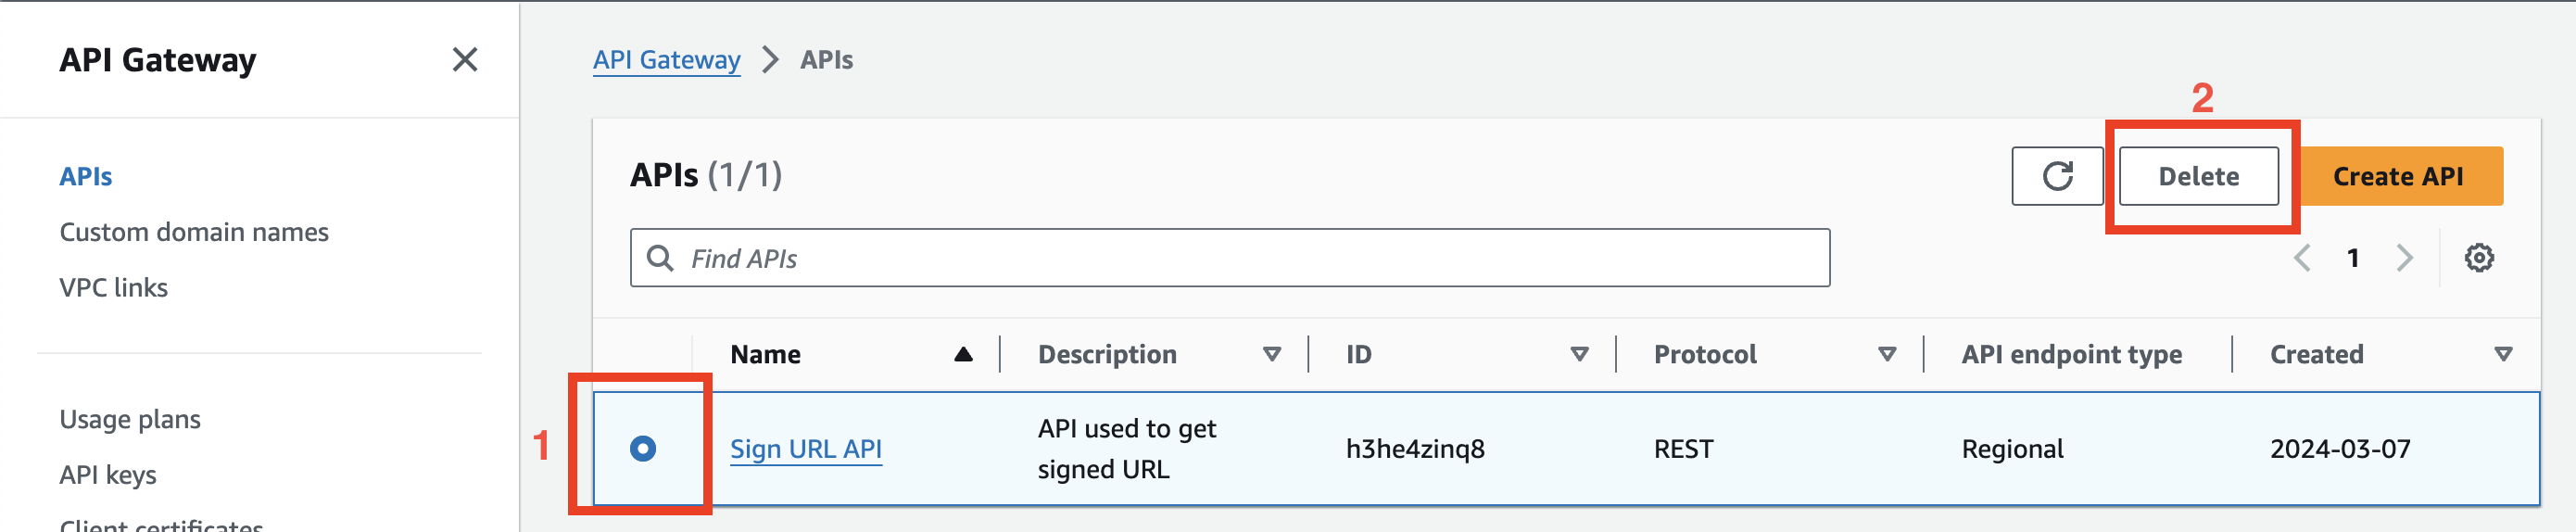 API Gateway
APIs
Custom domain names
VPC links
Usage plans
API keys
Client certificates
API Gateway > APIs
2
APIs (1/1)
Delete
Create API
Find APIs
1
Name
Description
ID
Protocol
API endpoint type
Created
1
Sign URL API
API used to get
signed URL
h3he4zinq8
REST
Regional
2024-03-07